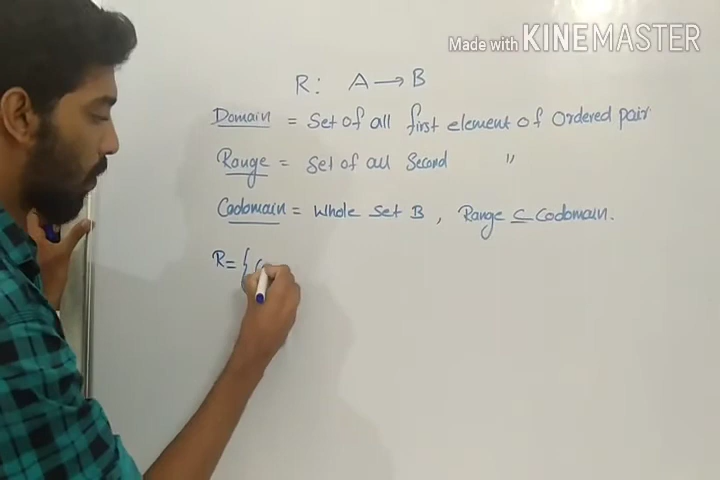 Made with KINEMASTER
R: A → B
Domain = Set of all first element of ordered pair
Range = Set of all Second "
Codomain = Whole Set B , Range ⊆ Codomain.
R = { (